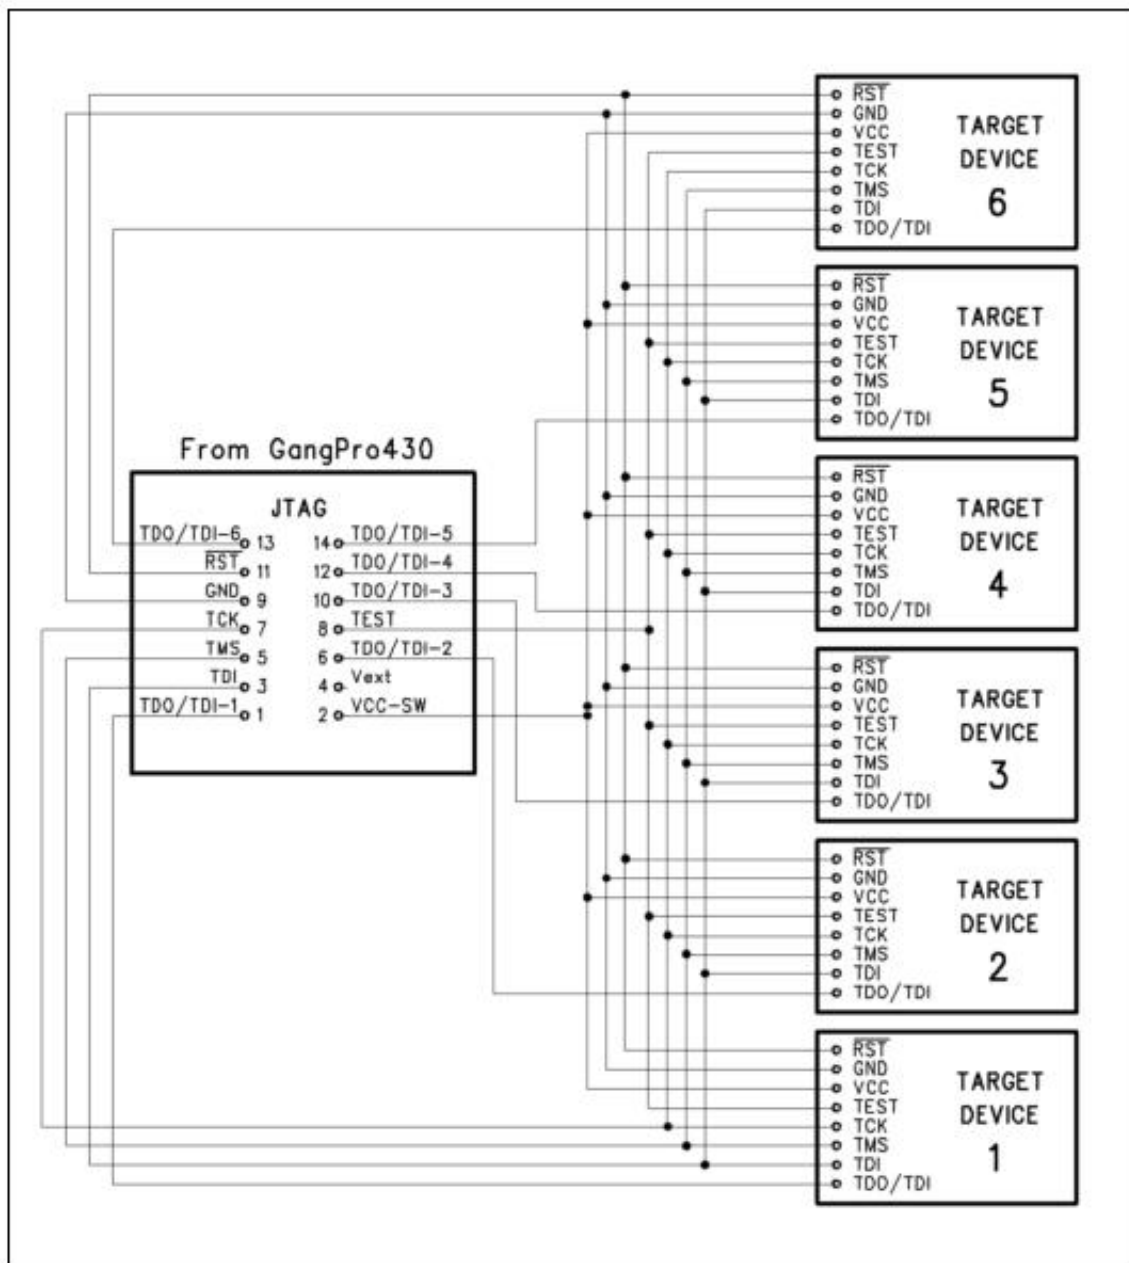 RST
GND
VCC
TEST
TCK
TMS
TDI
TDO/TDI
TARGET
DEVICE
6
RST
GND
VCC
TEST
TCK
TMS
TDI
TDO/TDI
TARGET
DEVICE
5
From GangPro430
JTAG
TDO/TDI-6 13 14 TDO/TDI-5
RST 11 12 TDO/TDI-4
GND 9 10 TDO/TDI-3
TCK 7 8 TEST
TMS 5 6 TDO/TDI-2
TDI 3 4 Vext
TDO/TDI-1 1 2 VCC-SW
RST
GND
VCC
TEST
TCK
TMS
TDI
TDO/TDI
TARGET
DEVICE
4
RST
GND
VCC
TEST
TCK
TMS
TDI
TDO/TDI
TARGET
DEVICE
3
RST
GND
VCC
TEST
TCK
TMS
TDI
TDO/TDI
TARGET
DEVICE
2
RST
GND
VCC
TEST
TCK
TMS
TDI
TDO/TDI
TARGET
DEVICE
1